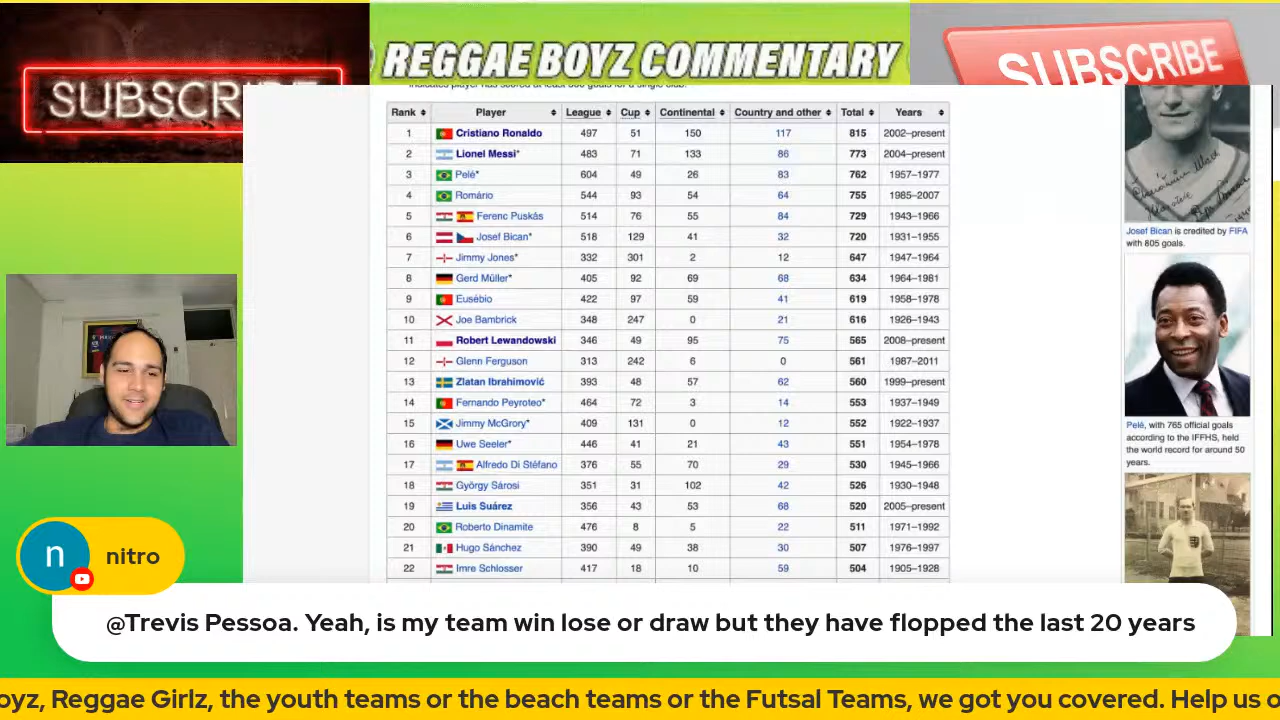 SUBSCR
REGGAE BOYZ COMMENTARY
SUBSCRIBE
Rank Player League Cup Continental Country and other Total Years
1 Cristiano Ronaldo 497 51 150 117 815 2002–present
2 Lionel Messi* 483 71 133 86 773 2004–present
3 Pelé* 604 49 26 83 762 1957–1977
4 Romário 544 93 54 64 755 1985–2007
5 Ferenc Puskás 514 76 55 84 729 1943–1966
6 Josef Bican* 518 129 41 32 720 1931–1955
7 Jimmy Jones* 332 301 2 12 647 1947–1964
8 Gerd Müller* 405 92 69 68 634 1964–1981
9 Eusébio 422 97 59 41 619 1958–1978
10 Joe Bambrick 348 247 0 21 616 1926–1943
11 Robert Lewandowski 346 49 95 75 565 2008–present
12 Glenn Ferguson 313 242 6 0 561 1987–2011
13 Zlatan Ibrahimović 393 48 57 62 560 1999–present
14 Fernando Peyroteo* 464 72 3 14 553 1937–1949
15 Jimmy McGrory* 409 131 0 12 552 1922–1937
16 Uwe Seeler* 446 41 21 43 551 1954–1978
17 Alfredo Di Stéfano 376 55 70 29 530 1945–1966
18 György Sárosi 351 31 102 42 526 1930–1948
19 Luis Suárez 356 43 53 68 520 2005–present
20 Roberto Dinamite 476 8 5 22 511 1971–1992
21 Hugo Sánchez 390 49 38 30 507 1976–1997
22 Imre Schlosser 417 18 10 59 504 1905–1928
Josef Bican is credited by FIFA
with 805 goals.
Pelé, with 765 official goals
according to the IFFHS, held
the world record for around 50
years.
n nitro
@Trevis Pessoa. Yeah, is my team win lose or draw but they have flopped the last 20 years
oyz, Reggae Girlz, the youth teams or the beach teams or the Futsal Teams, we got you covered. Help us